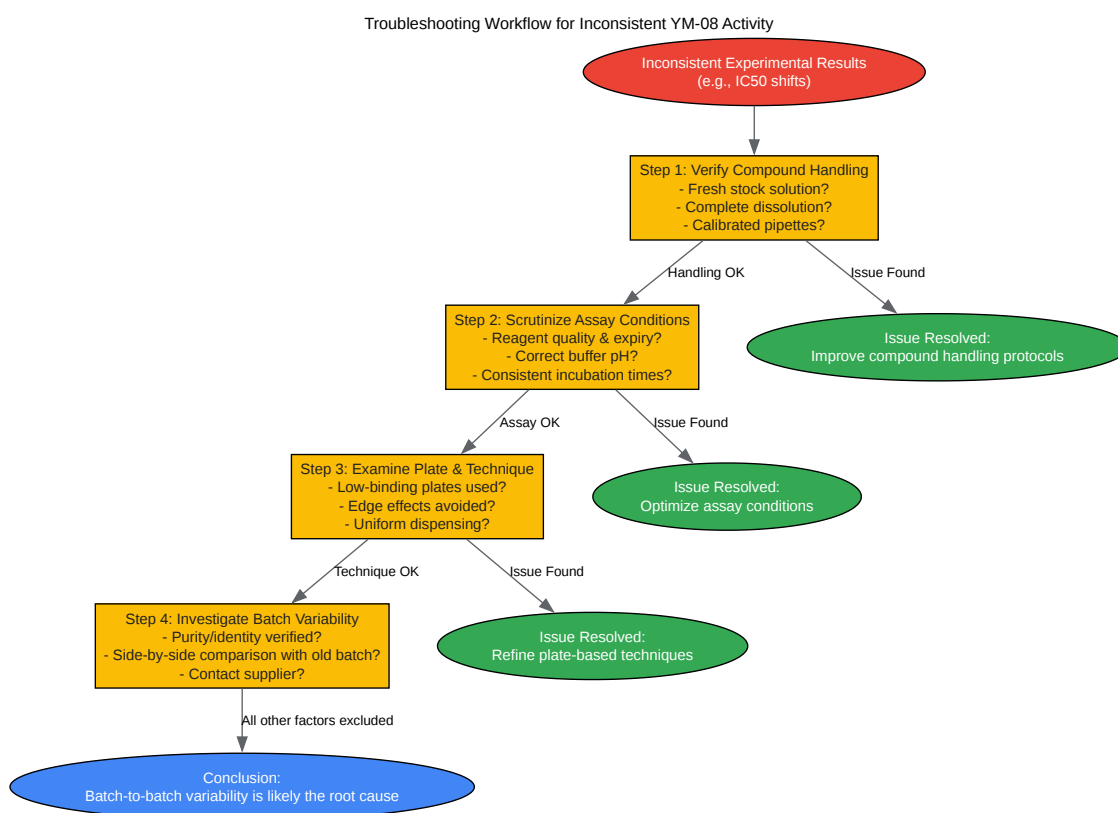 Troubleshooting Workflow for Inconsistent YM-08 Activity
Inconsistent Experimental Results
(e.g., IC50 shifts)
Step 1: Verify Compound Handling
- Fresh stock solution?
- Complete dissolution?
- Calibrated pipettes?
Handling OK
Issue Found
Step 2: Scrutinize Assay Conditions
- Reagent quality & expiry?
- Correct buffer pH?
- Consistent incubation times?
Issue Resolved:
Improve compound handling protocols
Assay OK
Issue Found
Step 3: Examine Plate & Technique
- Low-binding plates used?
- Edge effects avoided?
- Uniform dispensing?
Issue Resolved:
Optimize assay conditions
Technique OK
Issue Found
Step 4: Investigate Batch Variability
- Purity/identity verified?
- Side-by-side comparison with old batch?
- Contact supplier?
Issue Resolved:
Refine plate-based techniques
All other factors excluded
Conclusion:
Batch-to-batch variability is likely the root cause